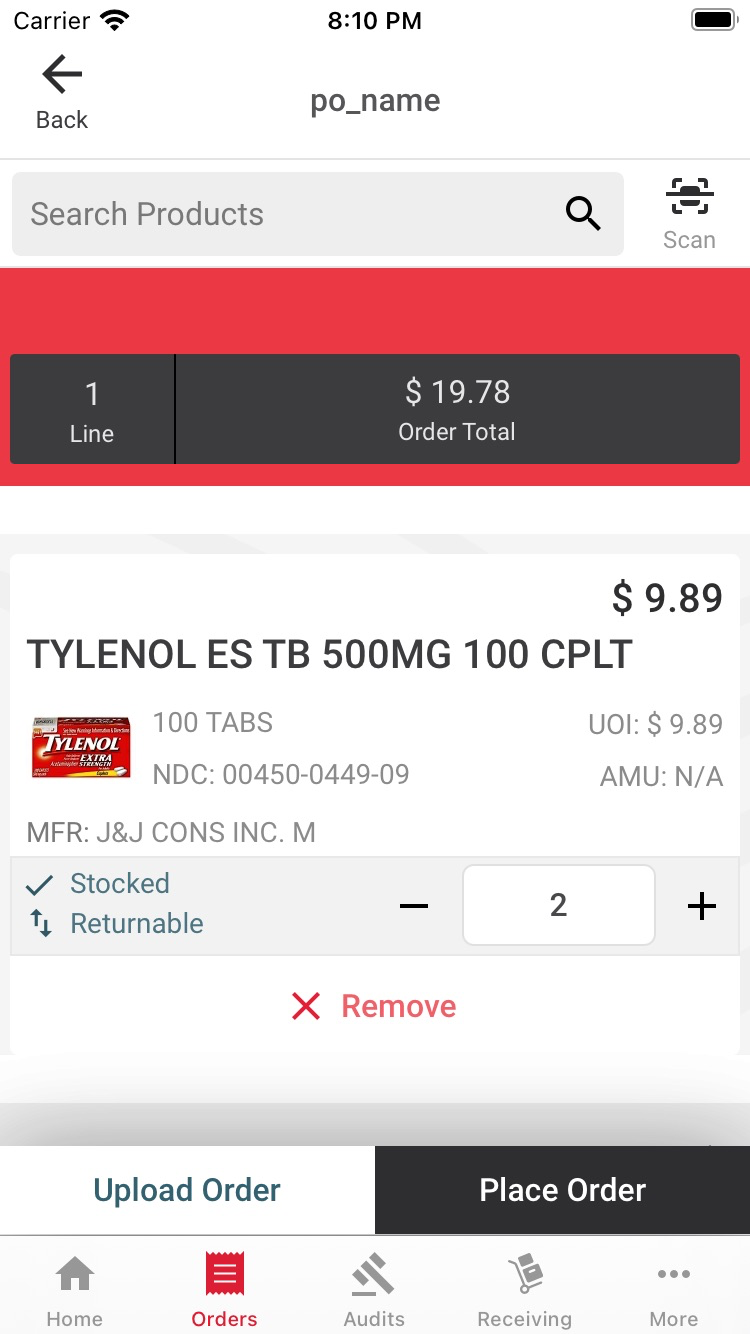 Carrier
8:10 PM
Back
po_name
Search Products
Scan
1
Line
$ 19.78
Order Total
$ 9.89
TYLENOL ES TB 500MG 100 CPLT
TYLENOL
EXTRA
STRENGTH
100 TABS
UOI: $ 9.89
NDC: 00450-0449-09
AMU: N/A
MFR: J&J CONS INC. M
Stocked
Returnable
2
Remove
Upload Order
Place Order
Home
Orders
Audits
Receiving
More